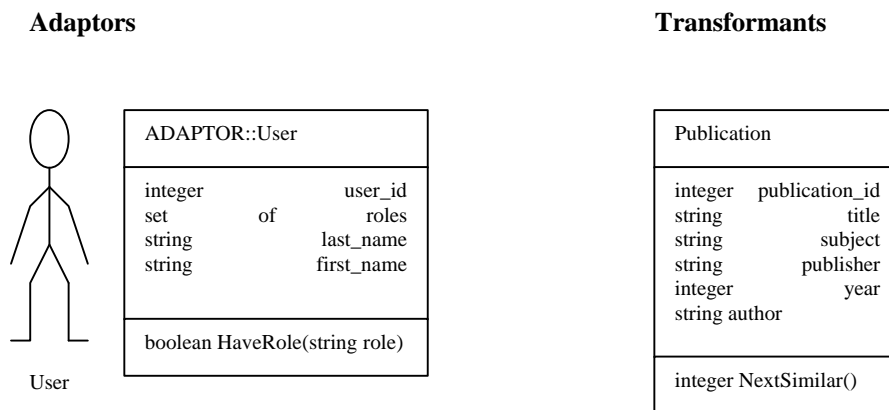 Adaptors
Transformants
ADAPTOR::User
integer user_id
set of roles
string last_name
string first_name
boolean HaveRole(string role)
User
Publication
integer publication_id
string title
string subject
string publisher
integer year
string author
integer NextSimilar()